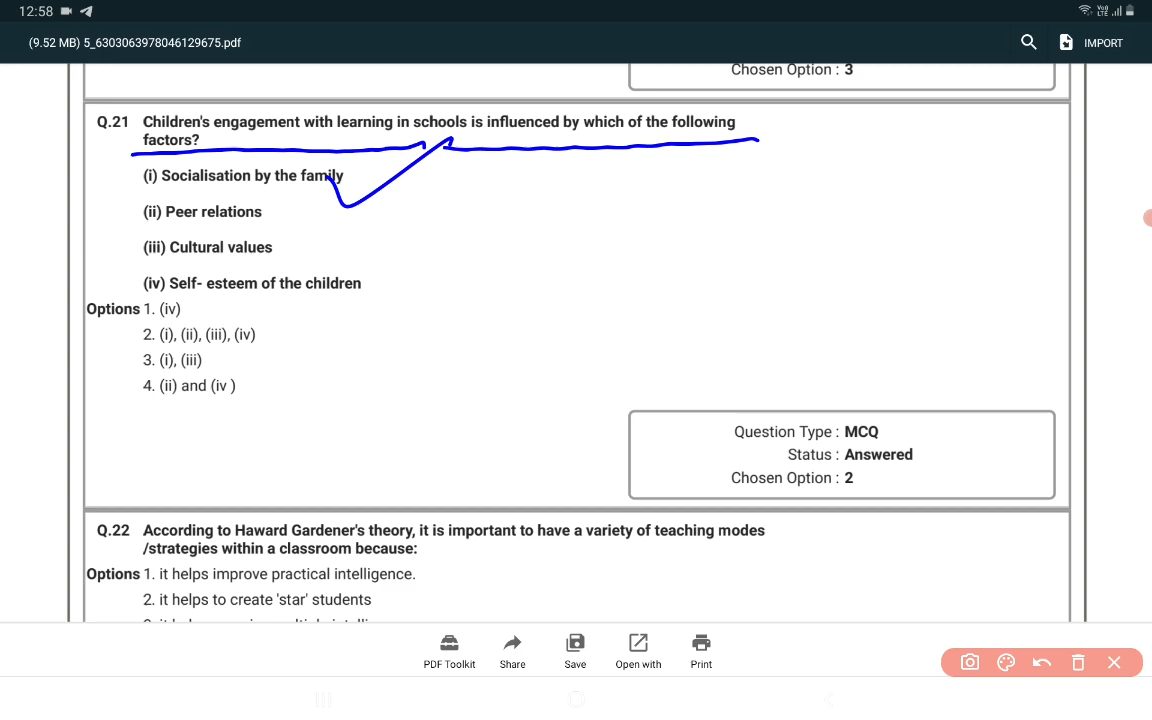 12:58
Vo))
LTE
(9.52 MB) 5_6303063978046129675.pdf
IMPORT
Chosen Option : 3
Q.21 Children's engagement with learning in schools is influenced by which of the following
factors?
(i) Socialisation by the family
(ii) Peer relations
(iii) Cultural values
(iv) Self- esteem of the children
Options 1. (iv)
2. (i), (ii), (iii), (iv)
3. (i), (iii)
4. (ii) and (iv )
Question Type : MCQ
Status : Answered
Chosen Option : 2
Q.22 According to Haward Gardener's theory, it is important to have a variety of teaching modes
/strategies within a classroom because:
Options 1. it helps improve practical intelligence.
2. it helps to create 'star' students
PDF Toolkit Share Save Open with Print